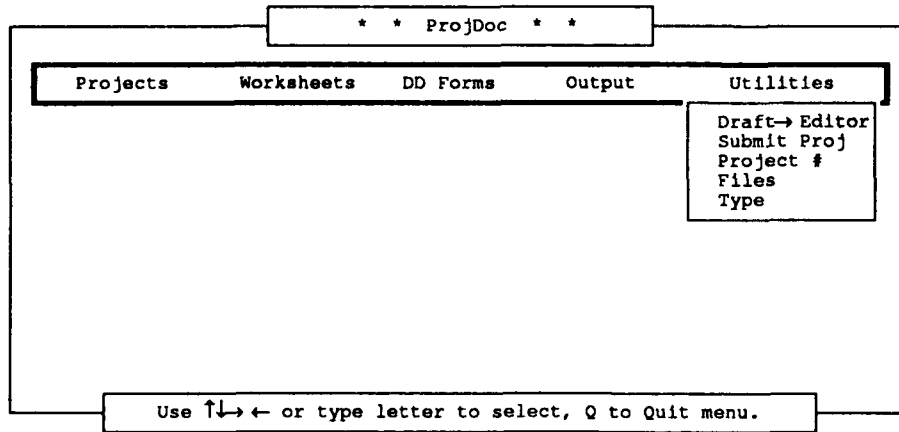 * * ProjDoc * *
Projects Worksheets DD Forms Output Utilities
Draft→ Editor
Submit Proj
Project #
Files
Type
Use ↑↓→ ← or type letter to select, Q to Quit menu.